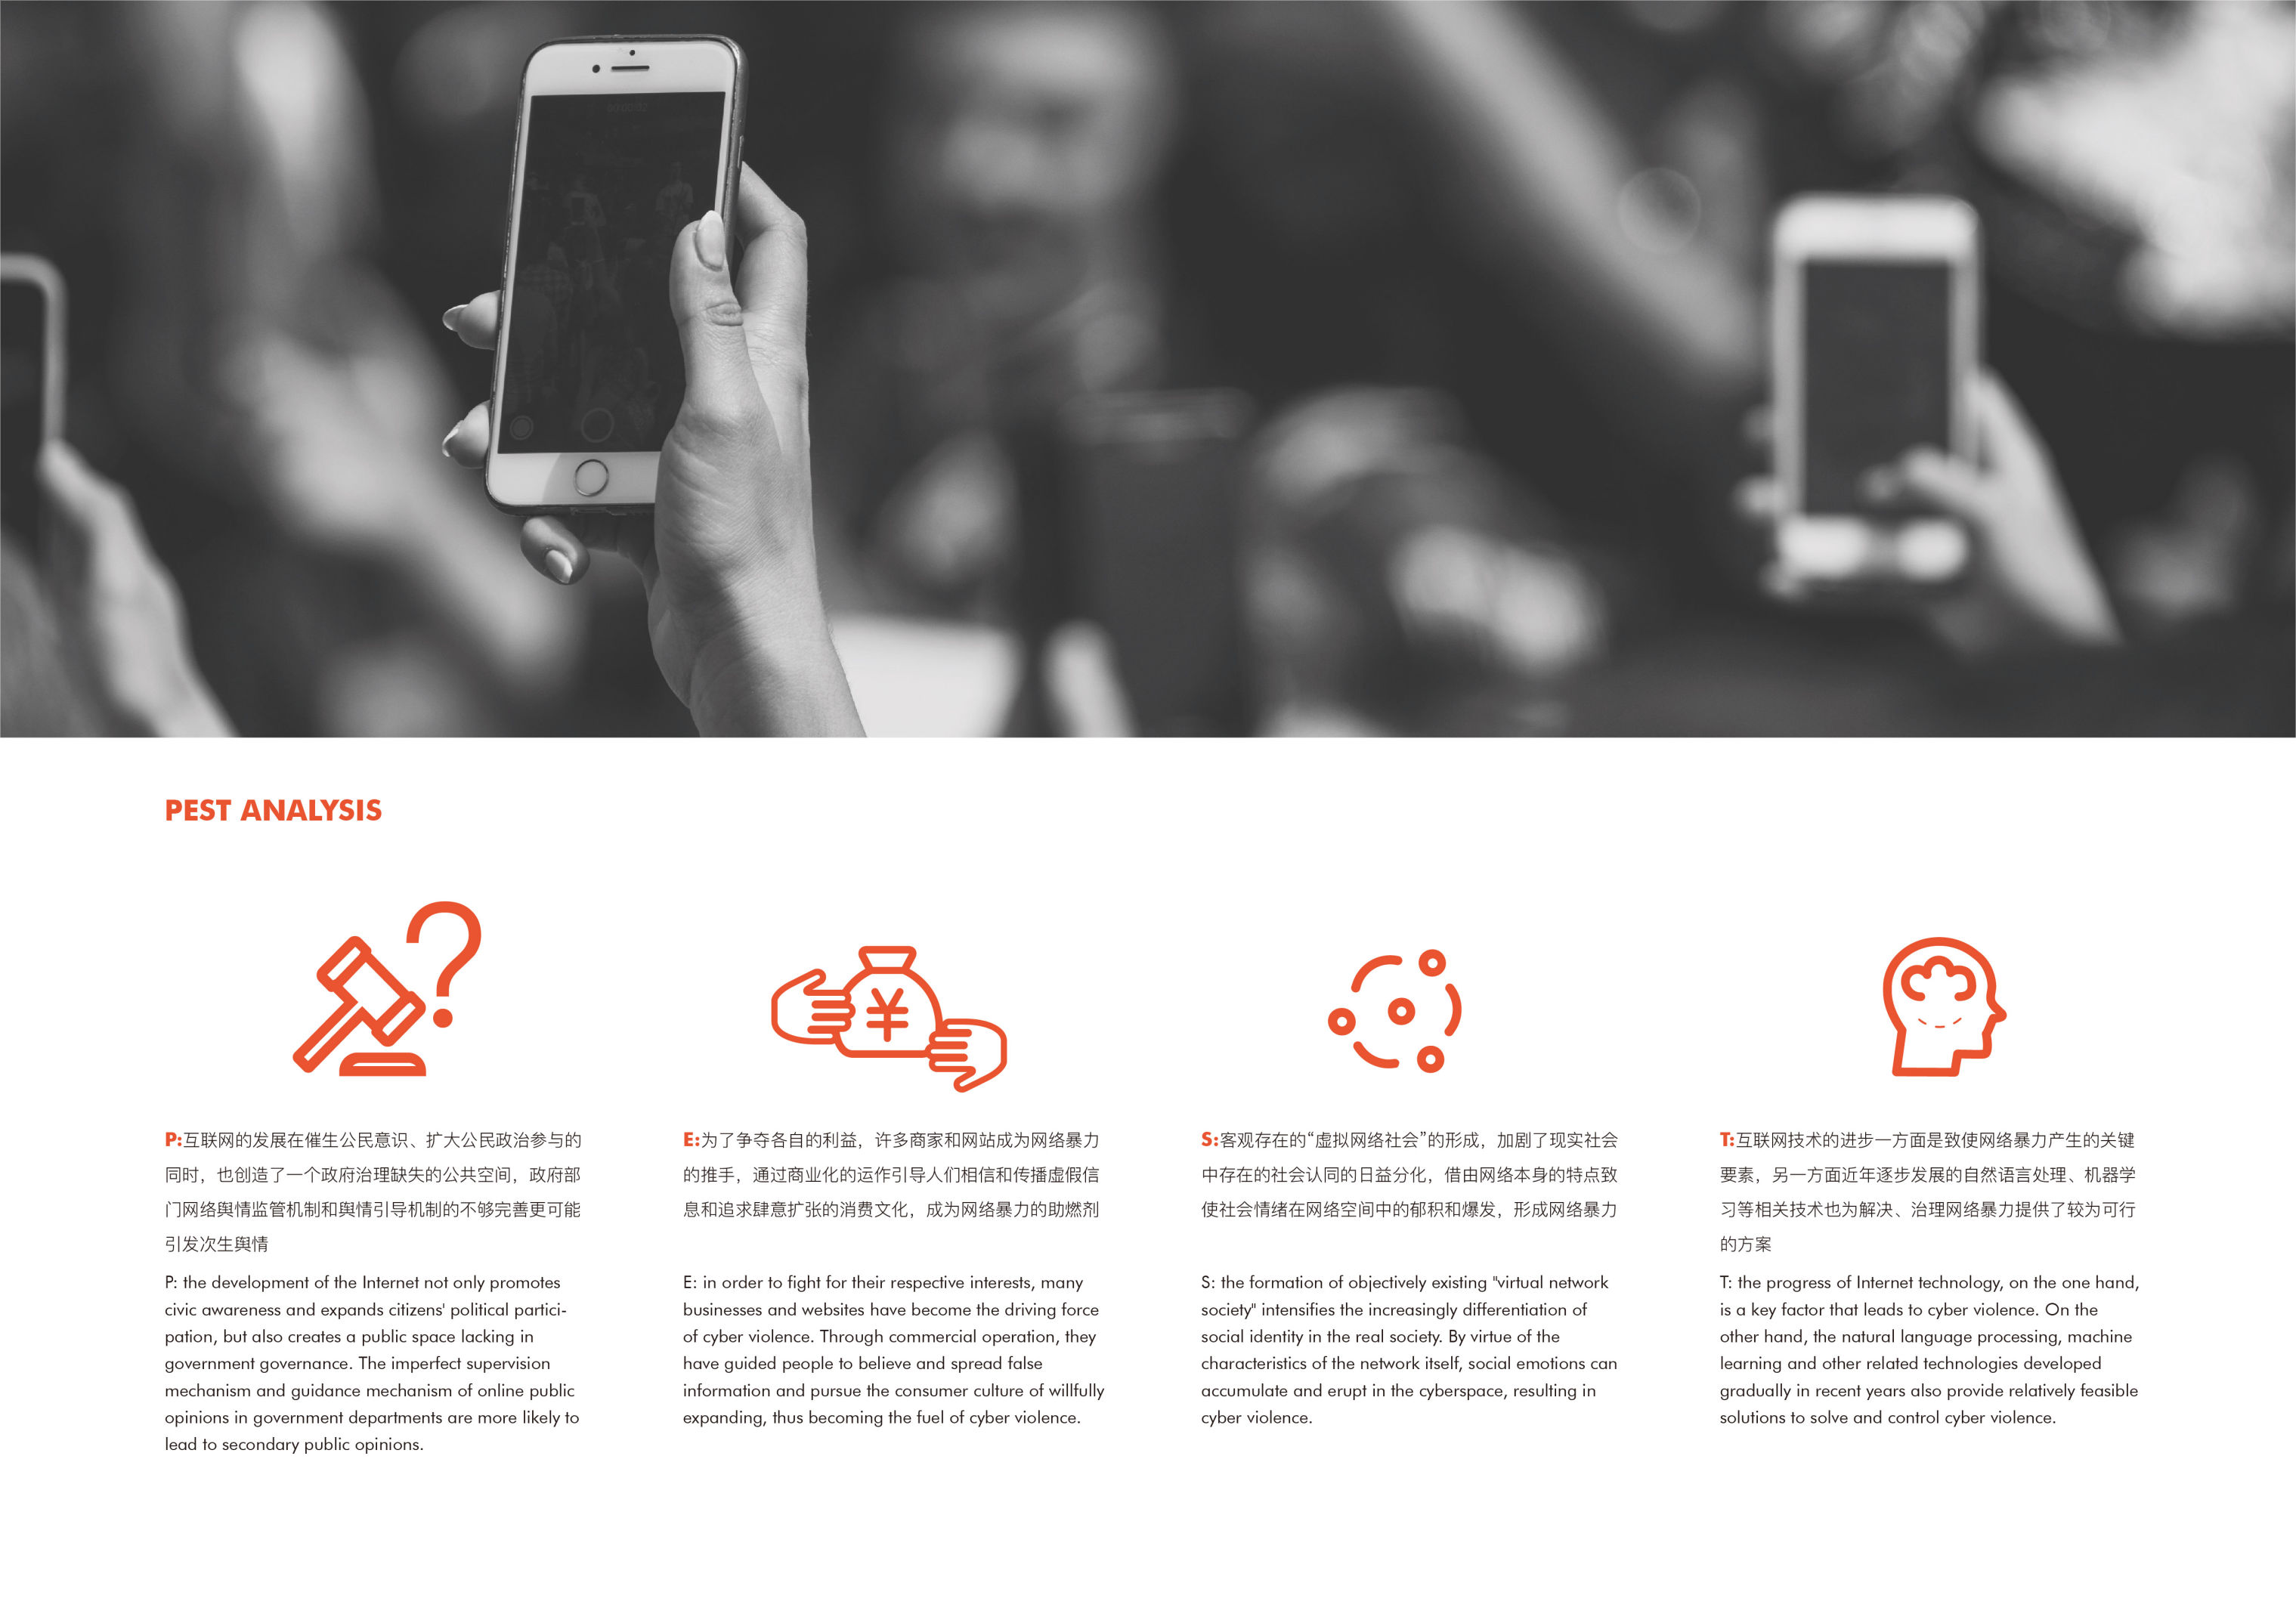 PEST ANALYSIS
¥
P:互联网的发展在催生公民意识、扩大公民政治参与的
同时，也创造了一个政府治理缺失的公共空间，政府部
门网络舆情监管机制和舆情引导机制的不够完善更可能
引发次生舆情
P: the development of the Internet not only promotes
civic awareness and expands citizens' political partici-
pation, but also creates a public space lacking in
government governance. The imperfect supervision
mechanism and guidance mechanism of online public
opinions in government departments are more likely to
lead to secondary public opinions.
E:为了争夺各自的利益，许多商家和网站成为网络暴力
的推手，通过商业化的运作引导人们相信和传播虚假信
息和追求肆意扩张的消费文化，成为网络暴力的助燃剂
E: in order to fight for their respective interests, many
businesses and websites have become the driving force
of cyber violence. Through commercial operation, they
have guided people to believe and spread false
information and pursue the consumer culture of willfully
expanding, thus becoming the fuel of cyber violence.
S:客观存在的“虚拟网络社会”的形成，加剧了现实社会
中存在的社会认同的日益分化，借由网络本身的特点致
使社会情绪在网络空间中的郁积和爆发，形成网络暴力
S: the formation of objectively existing "virtual network
society" intensifies the increasingly differentiation of
social identity in the real society. By virtue of the
characteristics of the network itself, social emotions can
accumulate and erupt in the cyberspace, resulting in
cyber violence.
T:互联网技术的进步一方面是致使网络暴力产生的关键
要素，另一方面近年逐步发展的自然语言处理、机器学
习等相关技术也为解决、治理网络暴力提供了较为可行
的方案
T: the progress of Internet technology, on the one hand,
is a key factor that leads to cyber violence. On the
other hand, the natural language processing, machine
learning and other related technologies developed
gradually in recent years also provide relatively feasible
solutions to solve and control cyber violence.